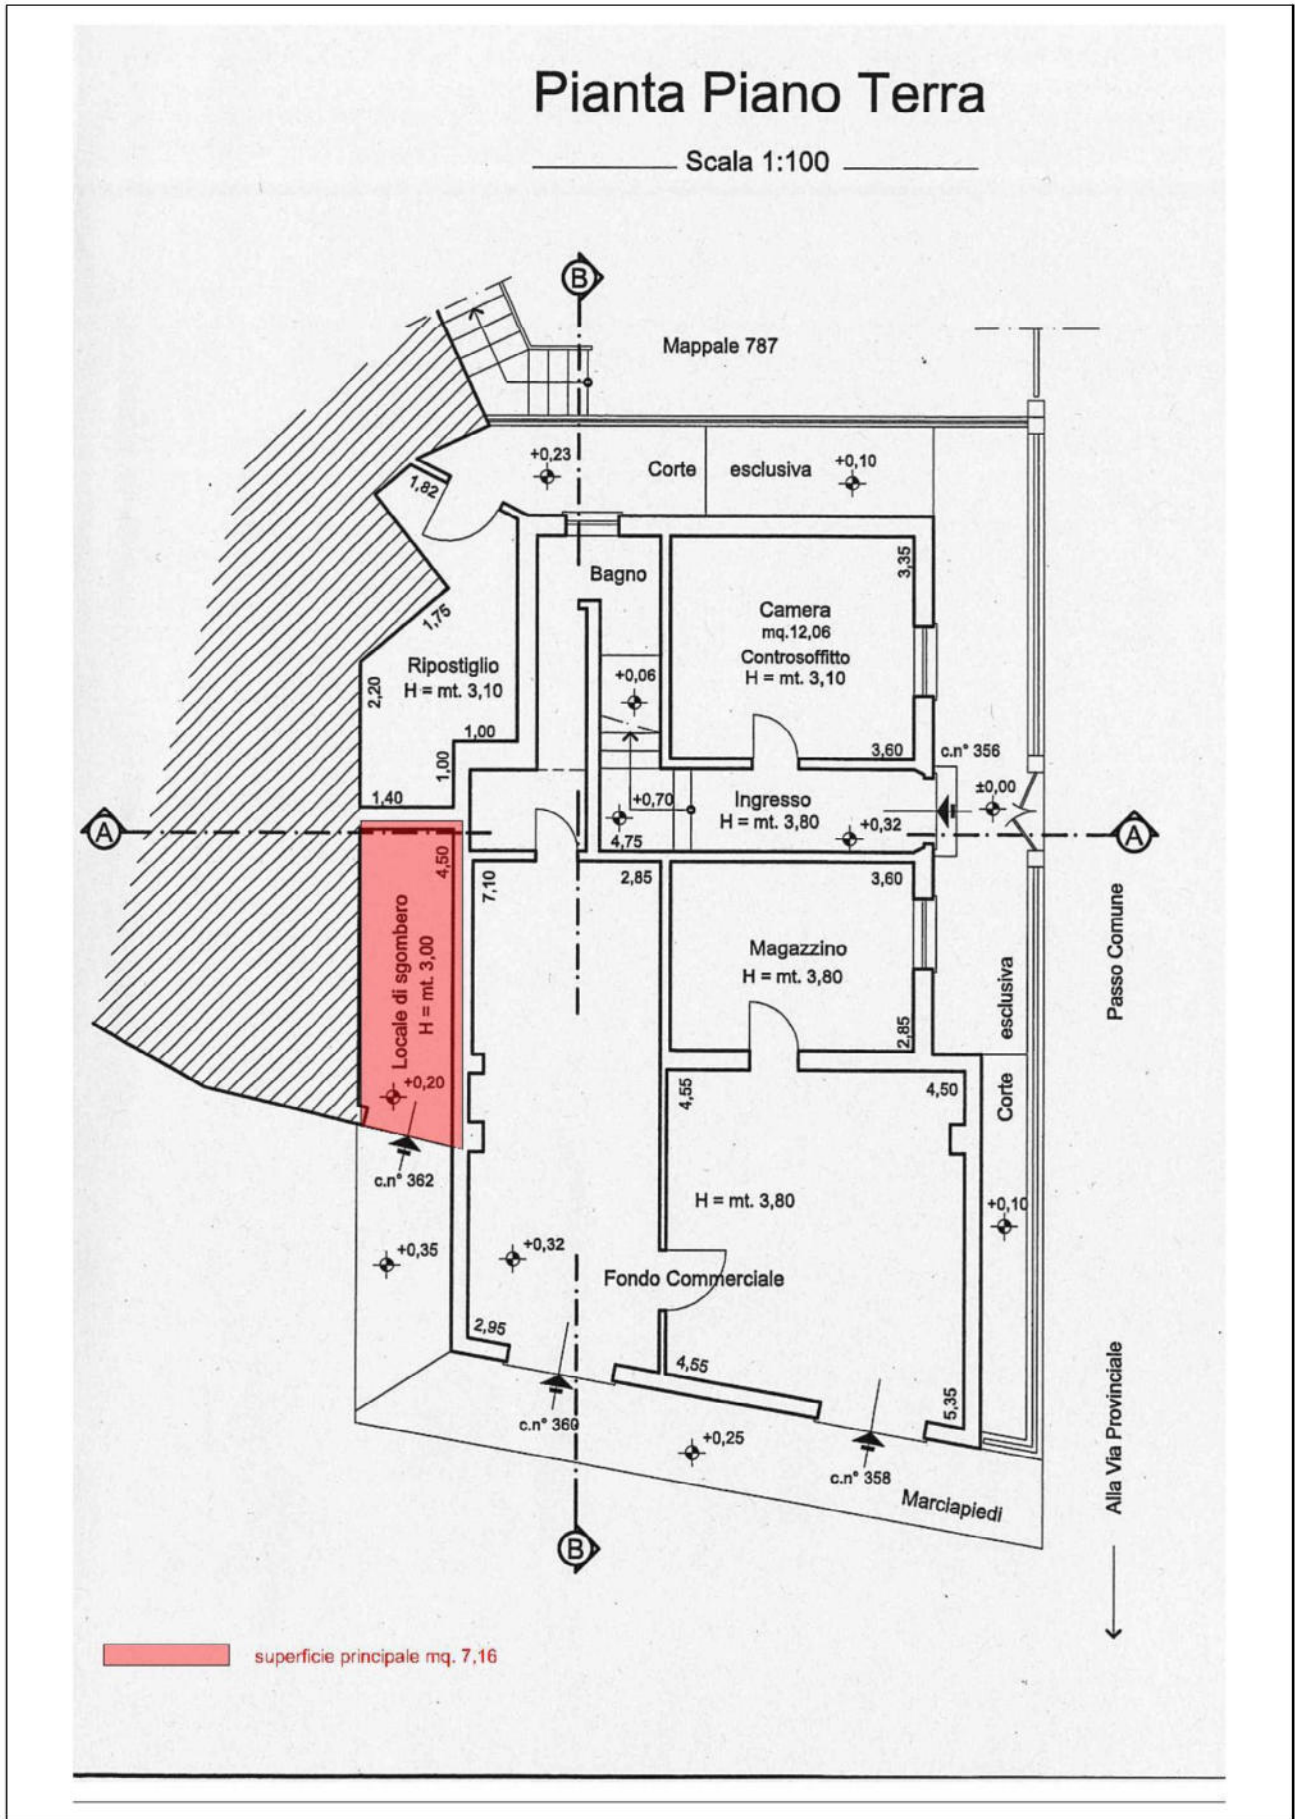 Pianta Piano Terra
Scala 1:100
B
Mappale 787
+0,23
Corte esclusiva
+0,10
1,82
3,35
Bagno
Camera
mq.12,06
Controsoffitto
H = mt. 3,10
1,75
Ripostiglio
H = mt. 3,10
+0,06
2,20
1,00
3,60
c.n° 356
1,00
±0,00
1,40
+0,70
Ingresso
H = mt. 3,80
+0,32
A
A
4,75
4,50
7,10
2,85
3,60
Locale di sgombero
H = mt. 3,00
Magazzino
H = mt. 3,80
esclusiva
Passo Comune
2,85
+0,20
4,55
4,50
Corte
c.n° 362
H = mt. 3,80
+0,10
+0,35
+0,32
Fondo Commerciale
2,95
4,55
5,35
Alla Via Provinciale
c.n° 360
+0,25
c.n° 358
Marciapiedi
B
superficie principale mq. 7,16